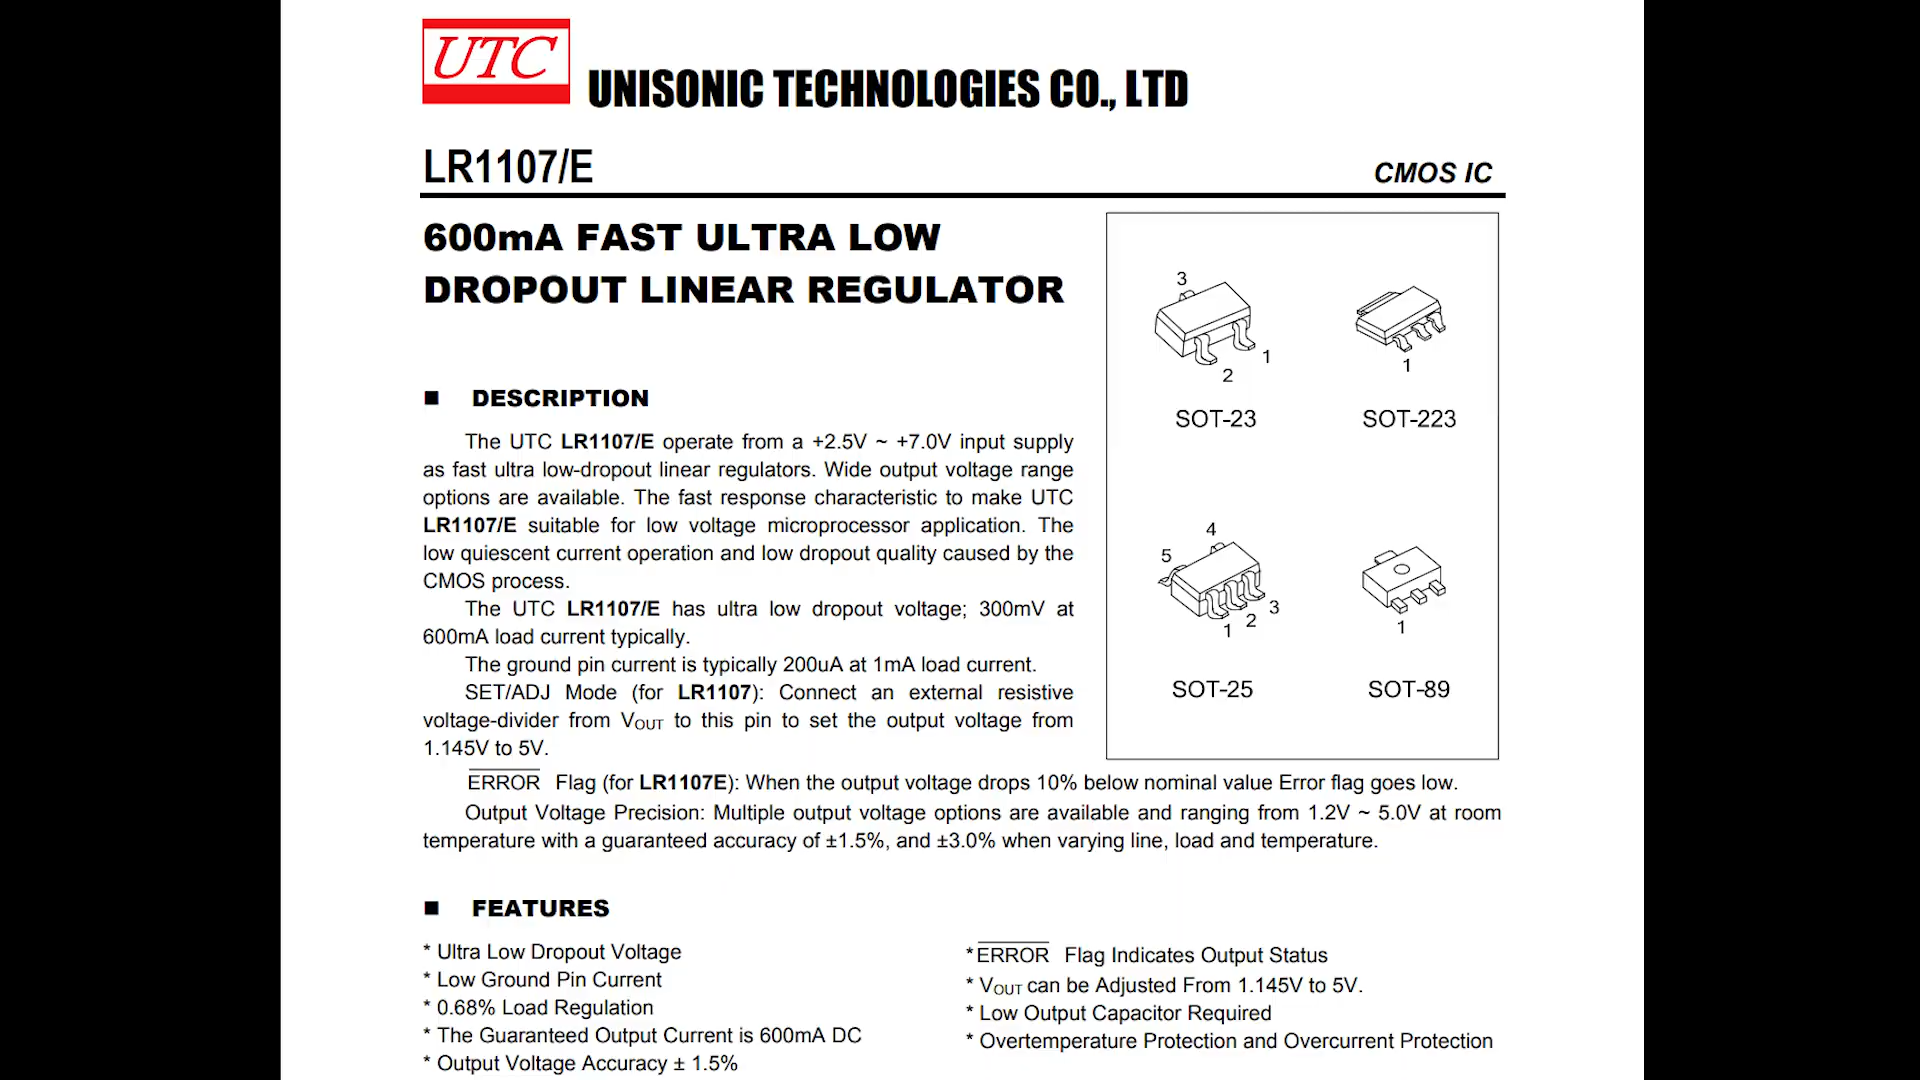 UTC
UNISONIC TECHNOLOGIES CO., LTD
LR1107/E
CMOS IC
600mA FAST ULTRA LOW
DROPOUT LINEAR REGULATOR
3
2
1
SOT-23
1
SOT-223
4
5
3
2
1
SOT-25
1
SOT-89
■ DESCRIPTION
The UTC LR1107/E operate from a +2.5V ~ +7.0V input supply
as fast ultra low-dropout linear regulators. Wide output voltage range
options are available. The fast response characteristic to make UTC
LR1107/E suitable for low voltage microprocessor application. The
low quiescent current operation and low dropout quality caused by the
CMOS process.
The UTC LR1107/E has ultra low dropout voltage; 300mV at
600mA load current typically.
The ground pin current is typically 200uA at 1mA load current.
SET/ADJ Mode (for LR1107): Connect an external resistive
voltage-divider from VOUT to this pin to set the output voltage from
1.145V to 5V.
ERROR Flag (for LR1107E): When the output voltage drops 10% below nominal value Error flag goes low.
Output Voltage Precision: Multiple output voltage options are available and ranging from 1.2V ~ 5.0V at room
temperature with a guaranteed accuracy of ±1.5%, and ±3.0% when varying line, load and temperature.
■ FEATURES
* Ultra Low Dropout Voltage
* Low Ground Pin Current
* 0.68% Load Regulation
* The Guaranteed Output Current is 600mA DC
* Output Voltage Accuracy ± 1.5%
* ERROR Flag Indicates Output Status
* VOUT can be Adjusted From 1.145V to 5V.
* Low Output Capacitor Required
* Overtemperature Protection and Overcurrent Protection